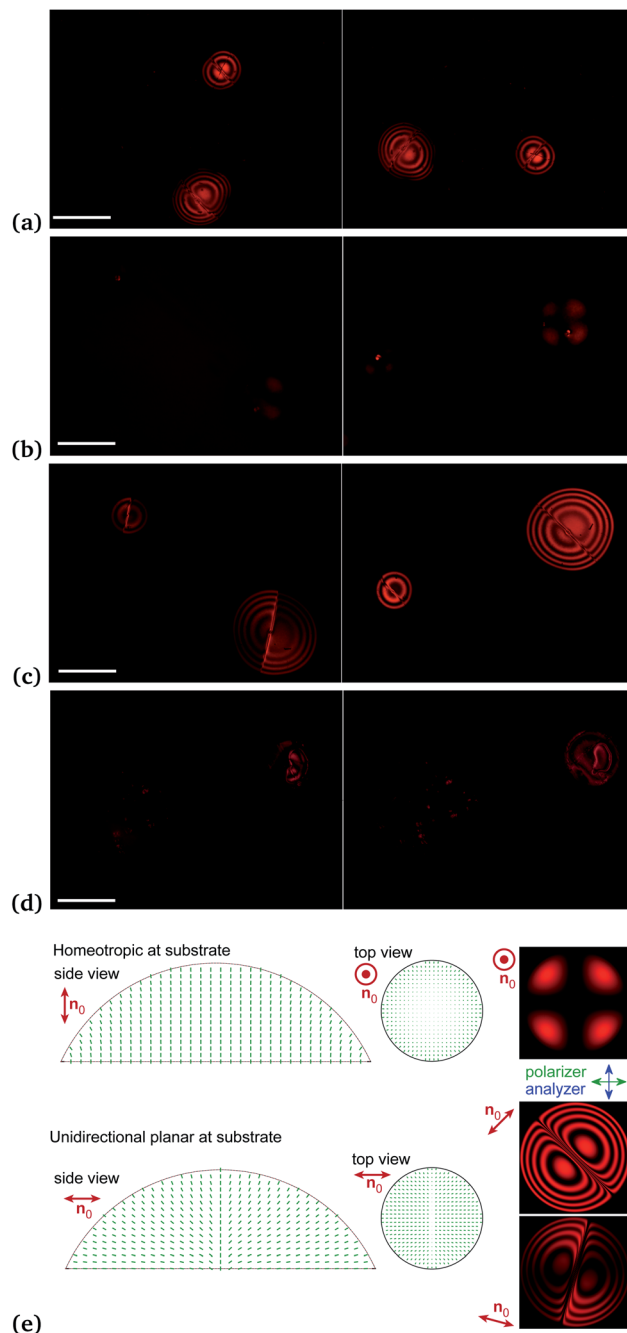 (a)
(b)
(c)
(d)
Homeotropic at substrate
side view
n0
top view
n0
n0
polarizer
analyzer
n0
Unidirectional planar at substrate
side view
n0
top view
n0
n0
(e)